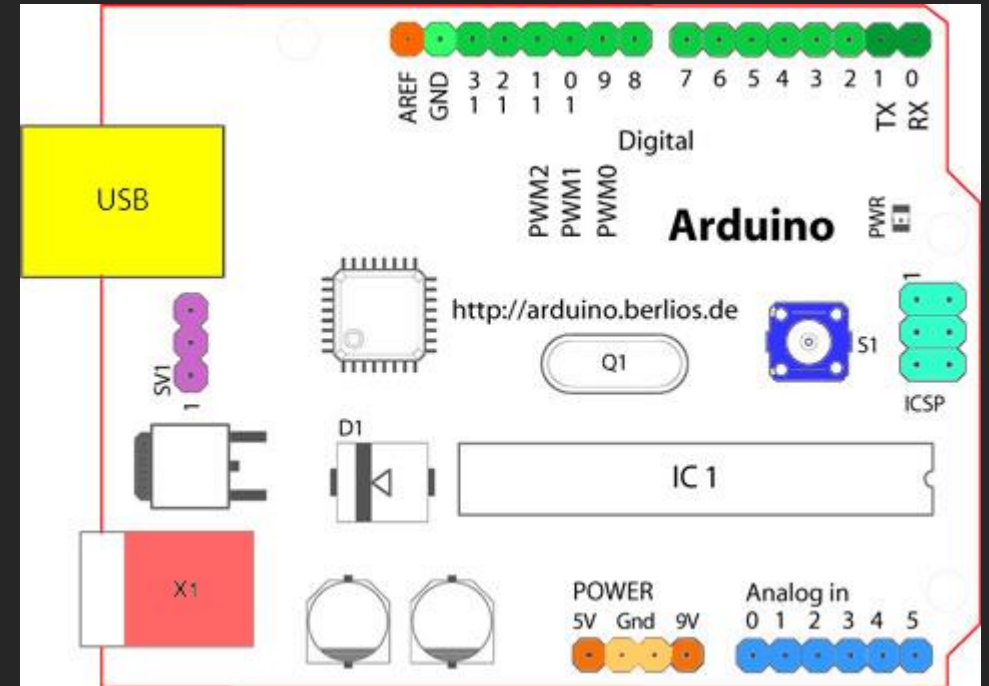 AREF GND 13 12 11 10 9 8 7 6 5 4 3 2 1 0
TX RX
Digital
PWM2 PWM1 PWM0
USB
Arduino
PWR
1
http://arduino.berlios.de
Q1
S1
SV1
1
ICSP
D1
IC 1
X1
POWER
5V Gnd 9V
Analog in
0 1 2 3 4 5